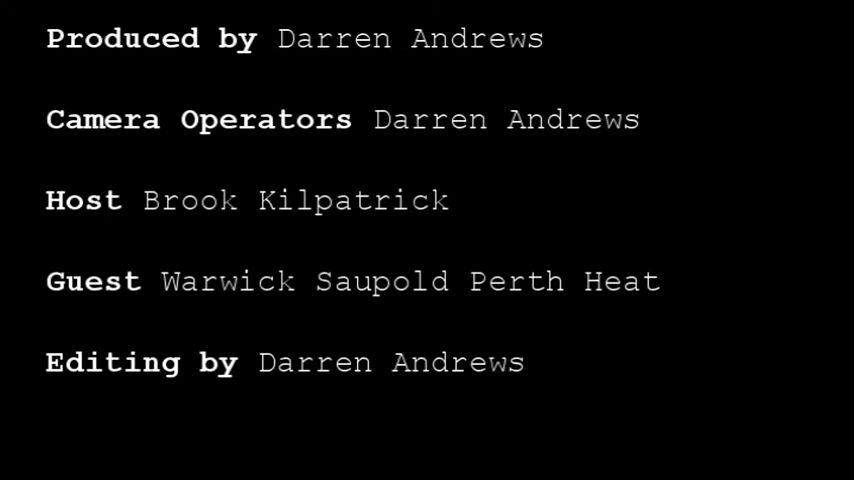 Produced by Darren Andrews
Camera Operators Darren Andrews
Host Brook Kilpatrick
Guest Warwick Saupold Perth Heat
Editing by Darren Andrews